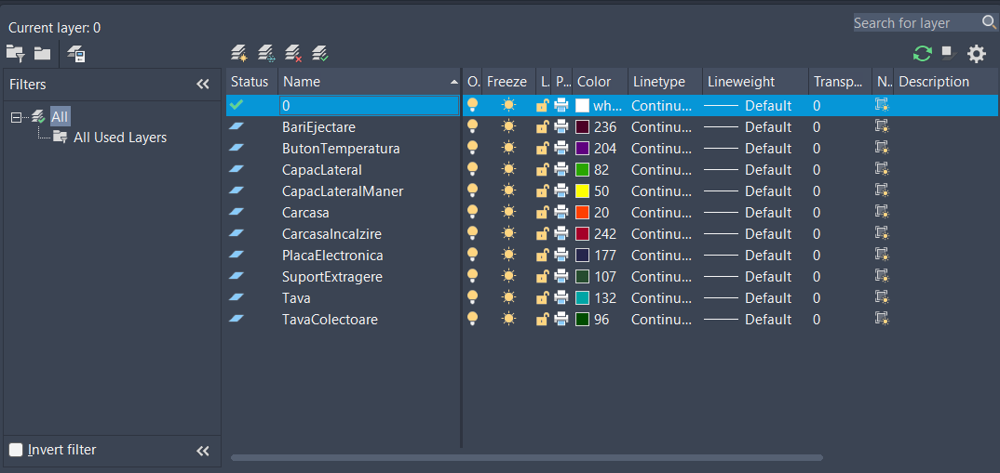 Current layer: 0
Search for layer
Filters
All
All Used Layers
Invert filter
Status Name O.. Freeze L. P... Color Linetype Lineweight Transp... N.. Description
0 wh... Continu... Default 0
BariEjectare 236 Continu... Default 0
ButonTemperatura 204 Continu... Default 0
CapacLateral 82 Continu... Default 0
CapacLateralManer 50 Continu... Default 0
Carcasa 20 Continu... Default 0
CarcasaIncalzire 242 Continu... Default 0
PlacaElectronica 177 Continu... Default 0
SuportExtragere 107 Continu... Default 0
Tava 132 Continu... Default 0
TavaColectoare 96 Continu... Default 0